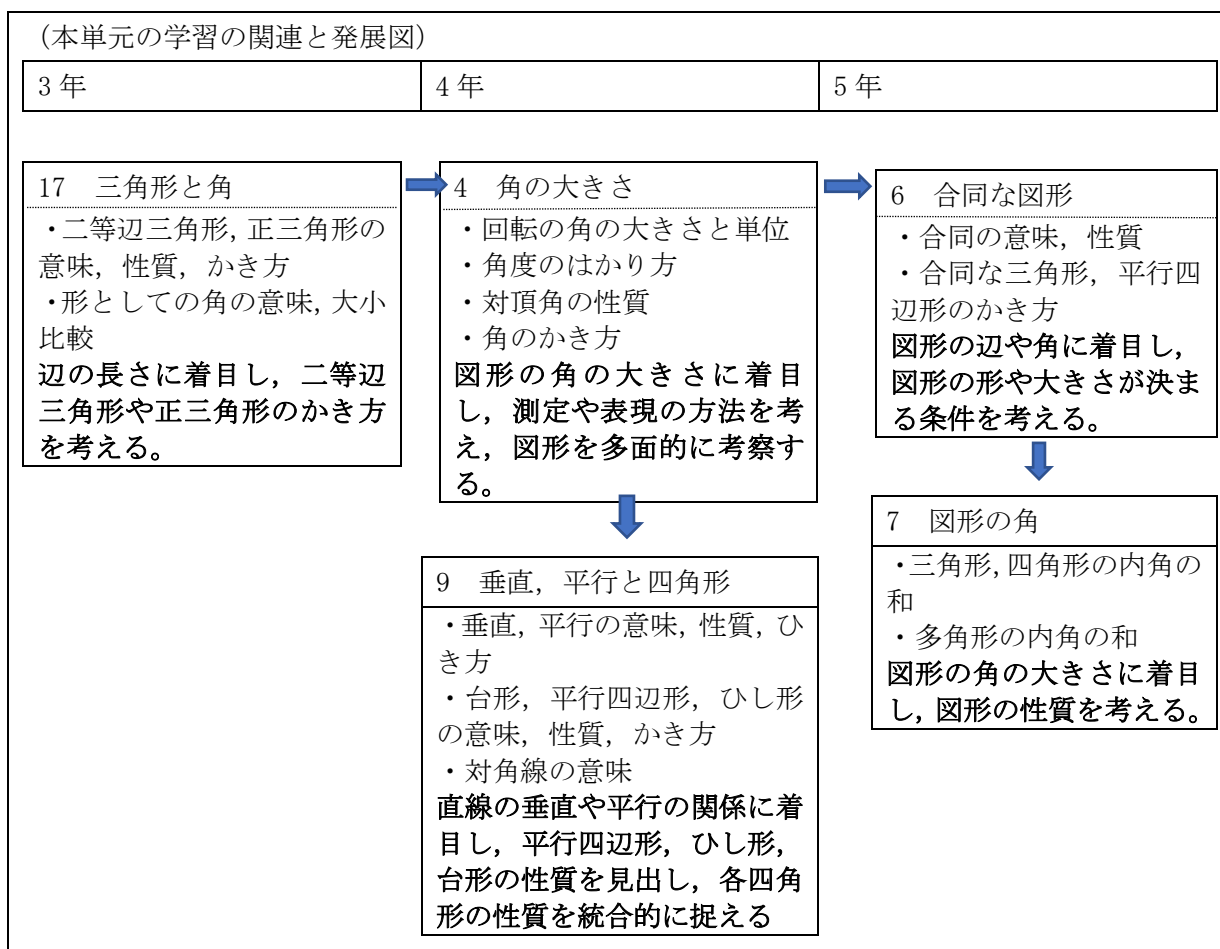 (本単元の学習の関連と発展図)
3年
4年
5年
17 三角形と角
・二等辺三角形,正三角形の
意味,性質,かき方
・形としての角の意味,大小
比較
辺の長さに着目し,二等辺
三角形や正三角形のかき方
を考える。
4 角の大きさ
・回転の角の大きさと単位
・角度のはかり方
・対頂角の性質
・角のかき方
図形の角の大きさに着目
し,測定や表現の方法を考
え,図形を多面的に考察す
る。
9 垂直,平行と四角形
・垂直,平行の意味,性質,ひ
き方
・台形,平行四辺形,ひし形
の意味,性質,かき方
・対角線の意味
直線の垂直や平行の関係に着
目し,平行四辺形,ひし形,
台形の性質を見出し,各四角
形の性質を統合的に捉える
6 合同な図形
・合同の意味,性質
・合同な三角形,平行四
辺形のかき方
図形の辺や角に着目し,
図形の形や大きさが決ま
る条件を考える。
7 図形の角
・三角形,四角形の内角の
和
・多角形の内角の和
図形の角の大きさに着目
し,図形の性質を考える。